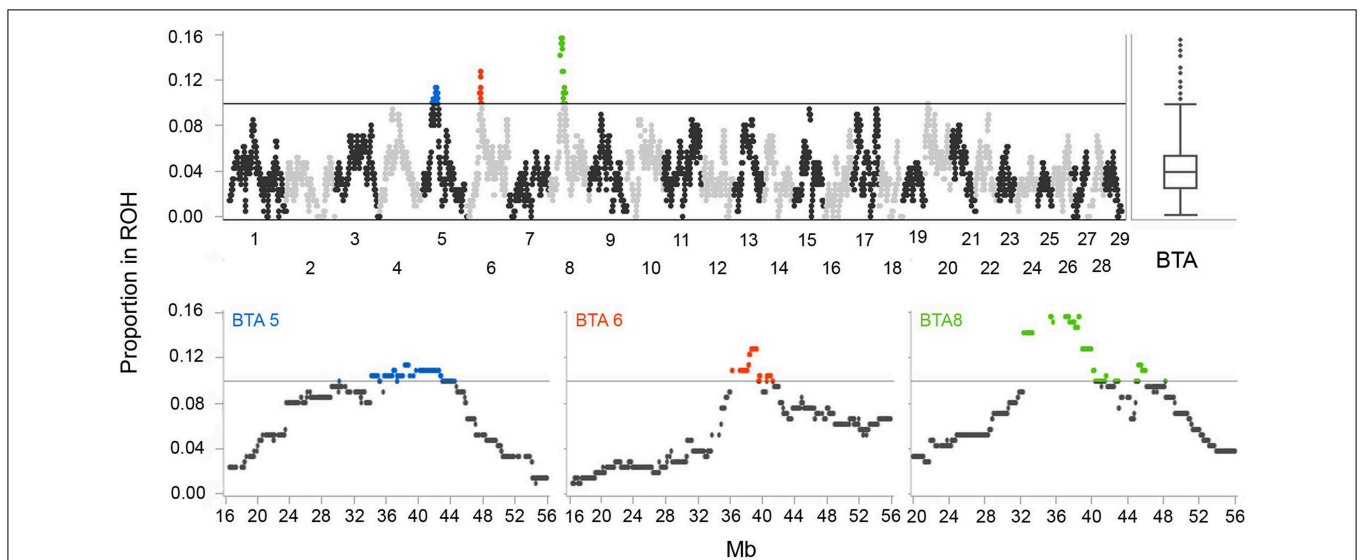 Proportion in ROH
0.16
0.12
0.08
0.04
0.00
1 3 5 7 9 11 13 15 17 19 21 23 25 27 29
2 4 6 8 10 12 14 16 18 20 22 24 26 28
BTA
0.16
0.12
0.08
0.04
0.00
BTA 5
BTA 6
BTA8
16 20 24 28 32 36 40 44 48 52 56
16 20 24 28 32 36 40 44 48 52 56
20 24 28 32 36 40 44 48 52 56
Mb